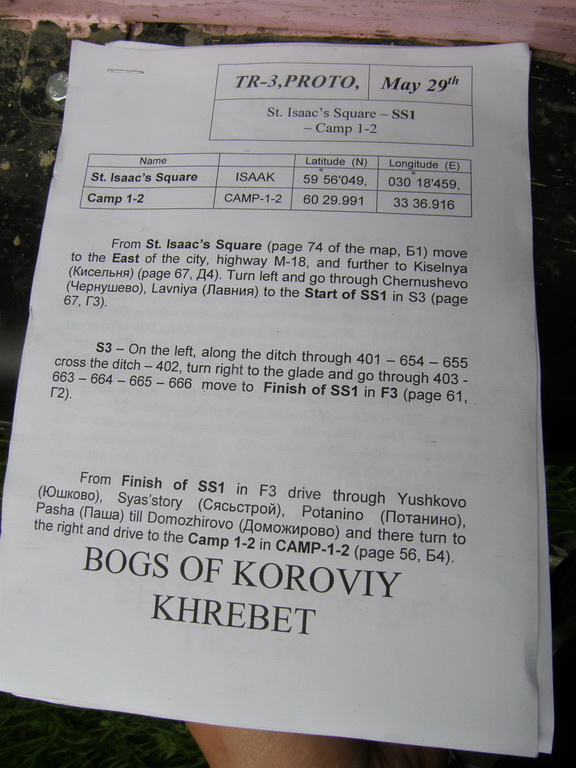 TR-3,PROTO, May 29th
St. Isaac's Square – SS1
– Camp 1-2
Name Latitude (N) Longitude (E)
St. Isaac's Square ISAAK 59°56'049, 030°18'459,
Camp 1-2 CAMP-1-2 60 29.991 33 36.916
From St. Isaac's Square (page 74 of the map, Б1) move
to the East of the city, highway M-18, and further to Kiselnya
(Кисельня) (page 67, Д4). Turn left and go through Chernushevo
(Чернушево), Lavniya (Лавния) to the Start of SS1 in S3 (page
67, Г3).
S3 – On the left, along the ditch through 401 – 654 – 655
cross the ditch – 402, turn right to the glade and go through 403 -
663 – 664 – 665 – 666 move to Finish of SS1 in F3 (page 61,
Г2).
From Finish of SS1 in F3 drive through Yushkovo
(Юшково), Syas'story (Сясьстрой), Potanino (Потанино),
Pasha (Паша) till Domozhirovo (Доможирово) and there turn to
the right and drive to the Camp 1-2 in CAMP-1-2 (page 56, Б4).
BOGS OF KOROVIY
KHREBET